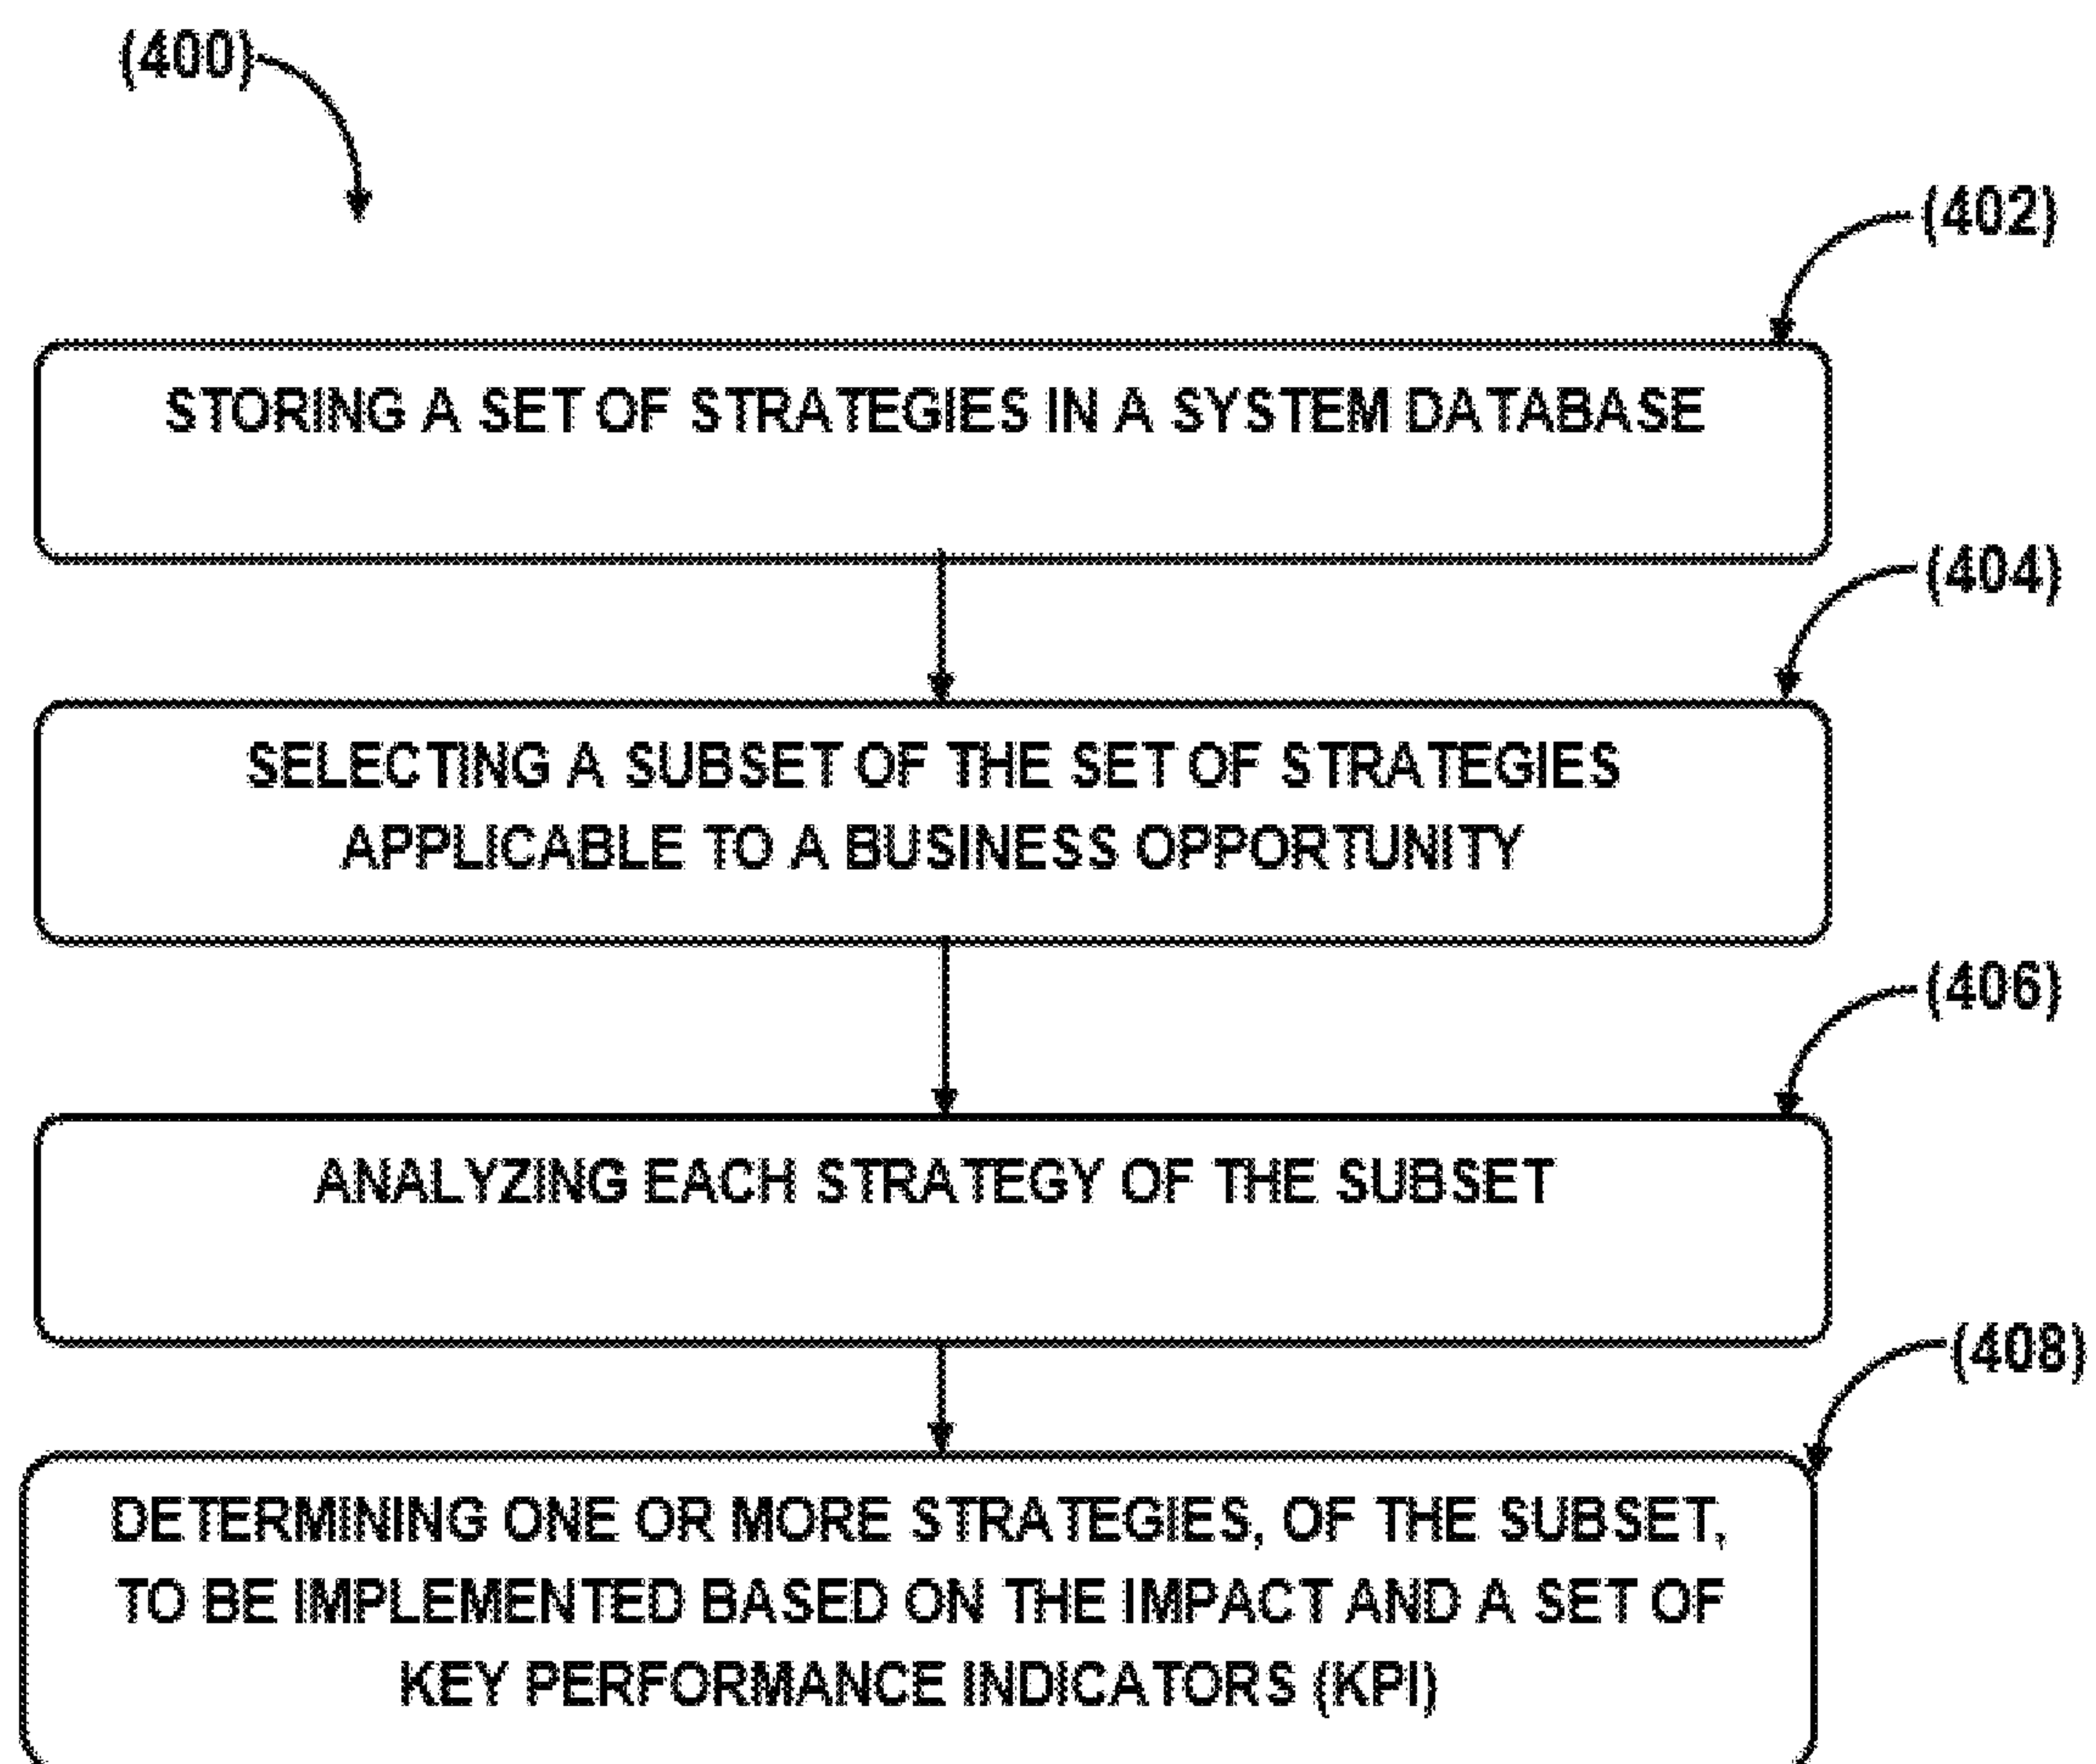 (400)
(402)
STORING A SET OF STRATEGIES IN A SYSTEM DATABASE
(404)
SELECTING A SUBSET OF THE SET OF STRATEGIES
APPLICABLE TO A BUSINESS OPPORTUNITY
(406)
ANALYZING EACH STRATEGY OF THE SUBSET
(408)
DETERMINING ONE OR MORE STRATEGIES, OF THE SUBSET,
TO BE IMPLEMENTED BASED ON THE IMPACT AND A SET OF
KEY PERFORMANCE INDICATORS (KPI)